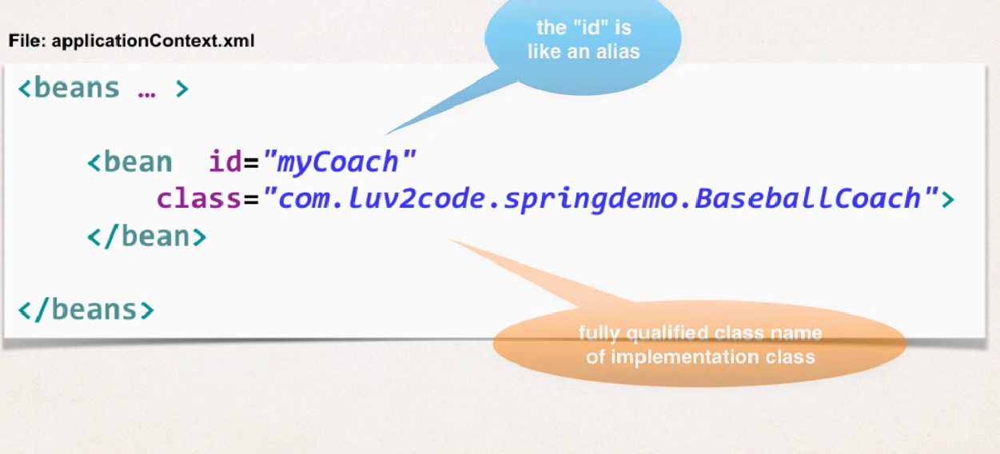 File: applicationContext.xml
the "id" is
like an alias
<beans … >
<bean id="myCoach"
class="com.luv2code.springdemo.BaseballCoach">
</bean>
</beans>
fully qualified class name
of implementation class